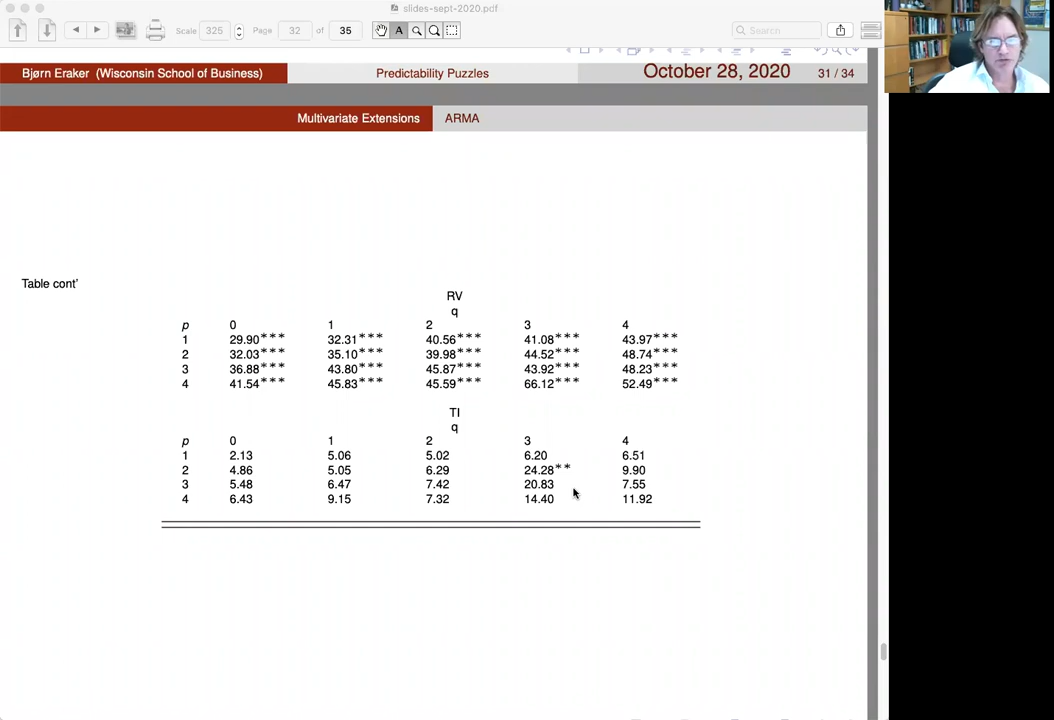 slides-sept-2020.pdf
Scale 325 Page 32 of 35 A Search
Bjørn Eraker (Wisconsin School of Business) Predictability Puzzles October 28, 2020 31 / 34
Multivariate Extensions ARMA
Table cont’
RV
q
p 0 1 2 3 4
1 29.90*** 32.31*** 40.56*** 41.08*** 43.97***
2 32.03*** 35.10*** 39.98*** 44.52*** 48.74***
3 36.88*** 43.80*** 45.87*** 43.92*** 48.23***
4 41.54*** 45.83*** 45.59*** 66.12*** 52.49***
TI
q
p 0 1 2 3 4
1 2.13 5.06 5.02 6.20 6.51
2 4.86 5.05 6.29 24.28** 9.90
3 5.48 6.47 7.42 20.83 7.55
4 6.43 9.15 7.32 14.40 11.92